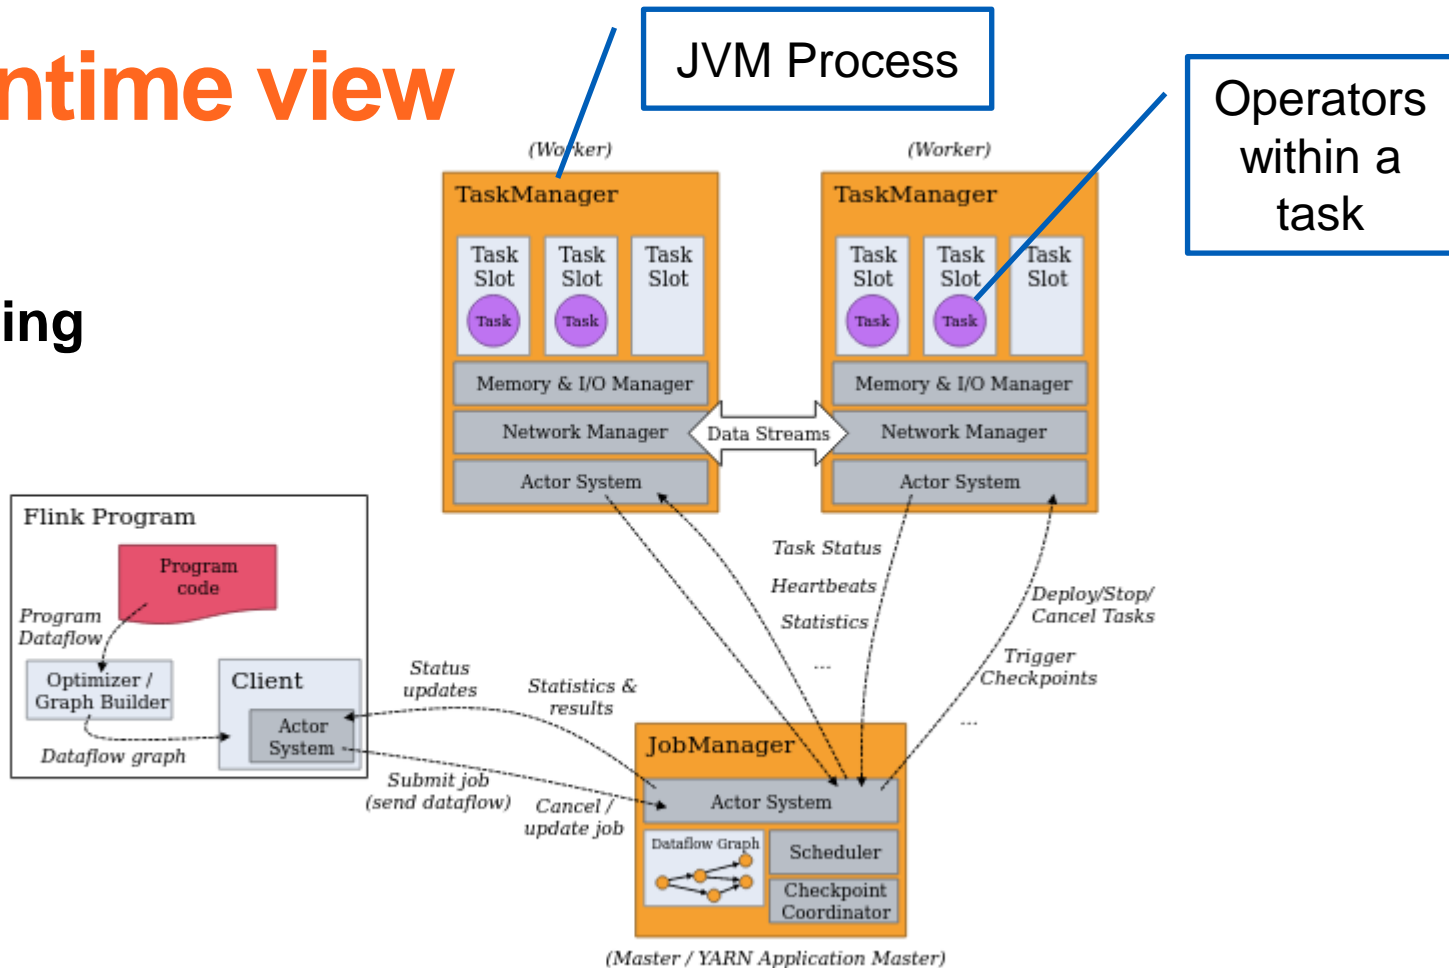 ntime view
JVM Process
Operators
within a
task
ing
(Worker)
TaskManager
Task
Slot
Task
Task
Slot
Task
Task
Slot
Memory & I/O Manager
Network Manager
Actor System
Data Streams
(Worker)
TaskManager
Task
Slot
Task
Task
Slot
Task
Task
Slot
Memory & I/O Manager
Network Manager
Actor System
Flink Program
Program
code
Program
Dataflow
Optimizer /
Graph Builder
Dataflow graph
Client
Actor
System
Status
updates
Statistics &
results
Submit job
(send dataflow)
Cancel /
update job
Task Status
Heartbeats
Statistics
...
Deploy/Stop/
Cancel Tasks
Trigger
Checkpoints
...
JobManager
Actor System
Dataflow Graph
Scheduler
Checkpoint
Coordinator
(Master / YARN Application Master)